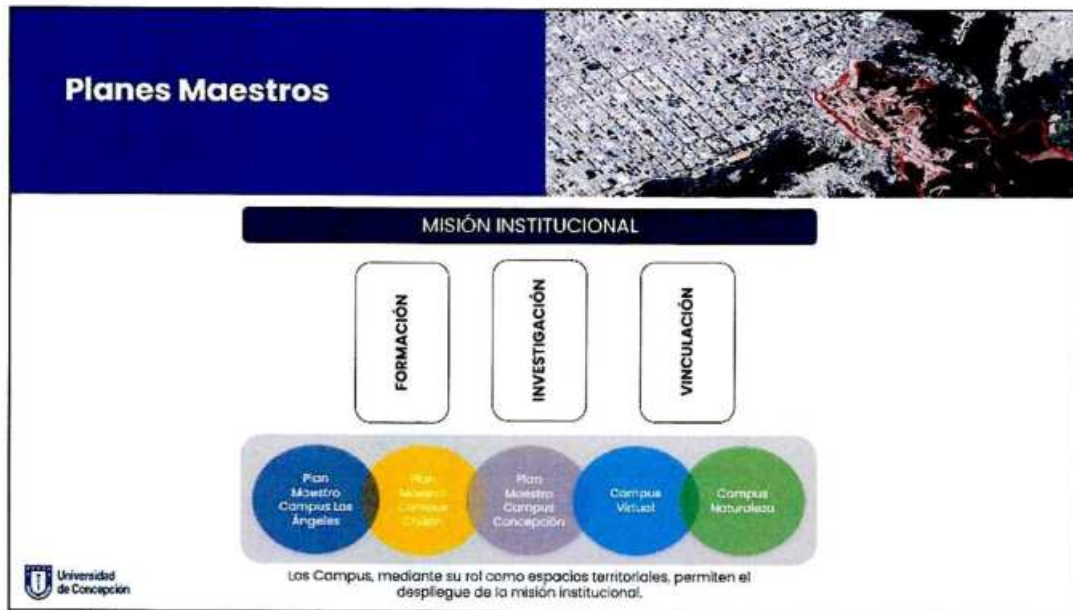 Planes Maestros
MISIÓN INSTITUCIONAL
FORMACIÓN
INVESTIGACIÓN
VINCULACIÓN
Plan
Maestro
Campus Los
Ángeles
Plan
Maestro
Campus
Chillán
Plan
Maestro
Campus
Concepción
Campus
Virtual
Campus
Naturaleza
Los Campus, mediante su rol como espacios territoriales, permiten el
despliegue de la misión institucional.
Universidad
de Concepción